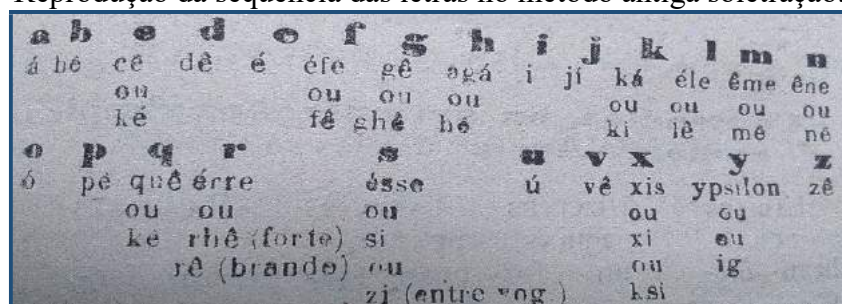 Reprodução da sequência das letras no método antiga soletração.
a b c d e f g h i j k l m n
á bê cê dê é éfe gê agá i jí ká éle ême êne
ou ou ou ou ou ou ou ou
ké fê ghê hê ki lê mê nê
o p q r s u v x y z
ó pê quê érre ésse ú vê xis ypsilon zê
ou ou ou ou ou
ke rhê (forte) si xi ou
rê (brando) ou ou ig
zi (entre vog.) ksi